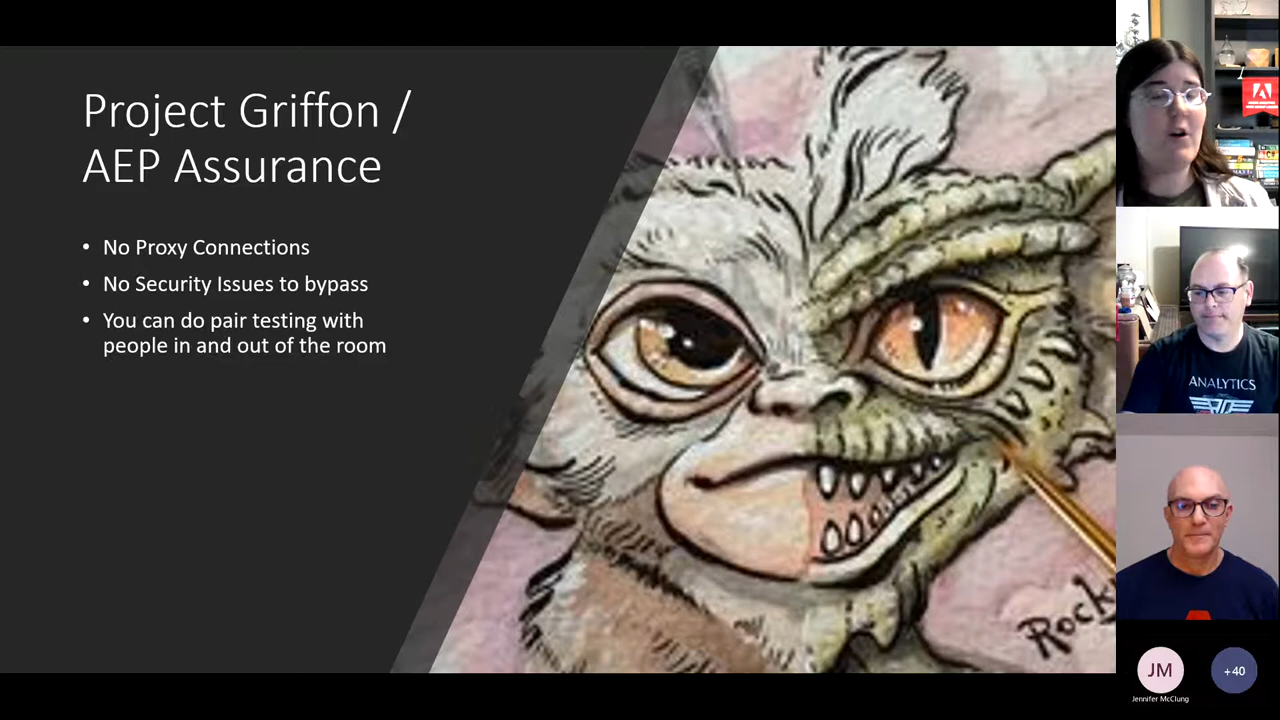 Project Griffon /
AEP Assurance
• No Proxy Connections
• No Security Issues to bypass
• You can do pair testing with
people in and out of the room
ANALYTICS
JM
+40
Jennifer McClung